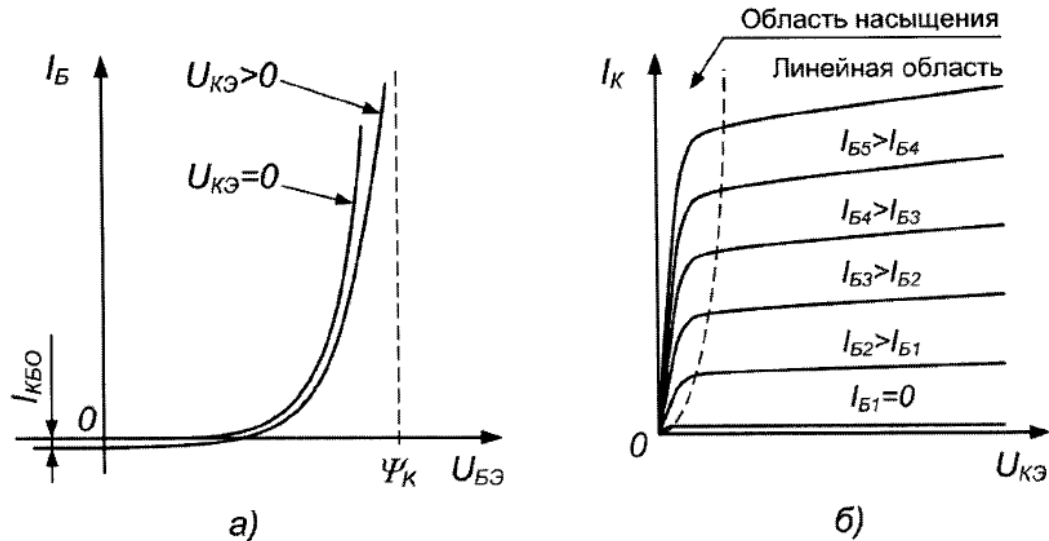 I_Б
U_КЭ>0
U_КЭ=0
I_КБО
0
Ψ_К
U_БЭ
а)
Область насыщения
I_К
Линейная область
I_Б5>I_Б4
I_Б4>I_Б3
I_Б3>I_Б2
I_Б2>I_Б1
I_Б1=0
0
U_КЭ
б)